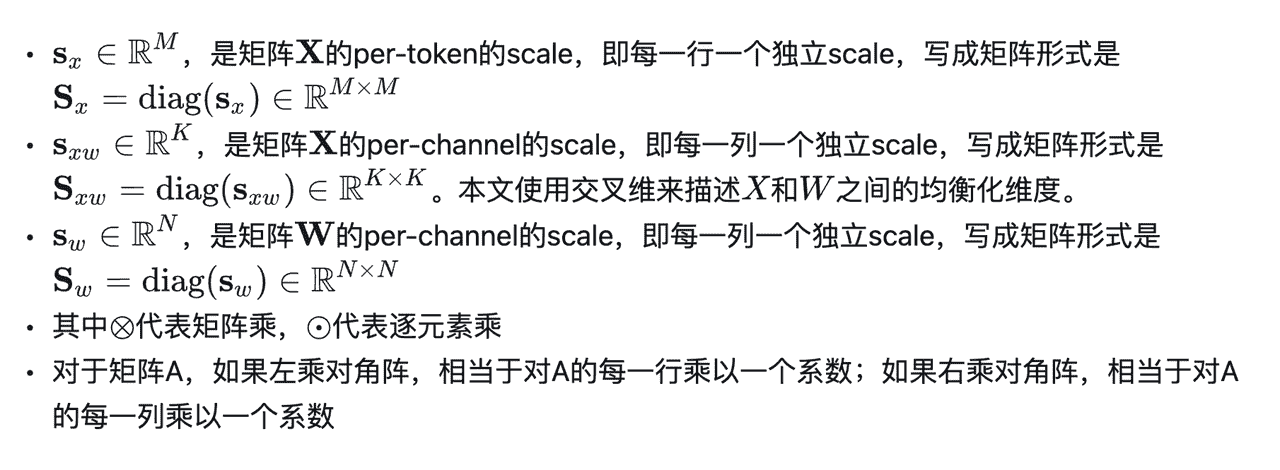 • $\mathbf{s}_x \in \mathbb{R}^M$，是矩阵$\mathbf{X}$的per-token的scale，即每一行一个独立scale，写成矩阵形式是
$\mathbf{S}_x = \mathrm{diag}(\mathbf{s}_x) \in \mathbb{R}^{M \times M}$
• $\mathbf{s}_{xw} \in \mathbb{R}^K$，是矩阵$\mathbf{X}$的per-channel的scale，即每一列一个独立scale，写成矩阵形式是
$\mathbf{S}_{xw} = \mathrm{diag}(\mathbf{s}_{xw}) \in \mathbb{R}^{K \times K}$。本文使用交叉维来描述$X$和$W$之间的均衡化维度。
• $\mathbf{s}_w \in \mathbb{R}^N$，是矩阵$\mathbf{W}$的per-channel的scale，即每一列一个独立scale，写成矩阵形式是
$\mathbf{S}_w = \mathrm{diag}(\mathbf{s}_w) \in \mathbb{R}^{N \times N}$
• 其中⊗代表矩阵乘，⊙代表逐元素乘
• 对于矩阵A，如果左乘对角阵，相当于对A的每一行乘以一个系数；如果右乘对角阵，相当于对A
的每一列乘以一个系数